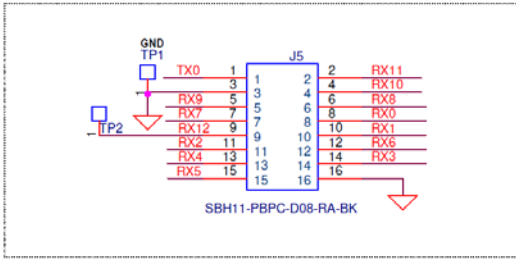 GND
TP1
J5
TX0 1 1 2 2 RX11
3 3 4 4 RX10
1
RX9 5 5 6 6 RX8
RX7 7 7 8 8 RX0
TP2
1
RX12 9 9 10 10 RX1
RX2 11 11 12 12 RX6
RX4 13 13 14 14 RX3
RX5 15 15 16 16
SBH11-PBPC-D08-RA-BK